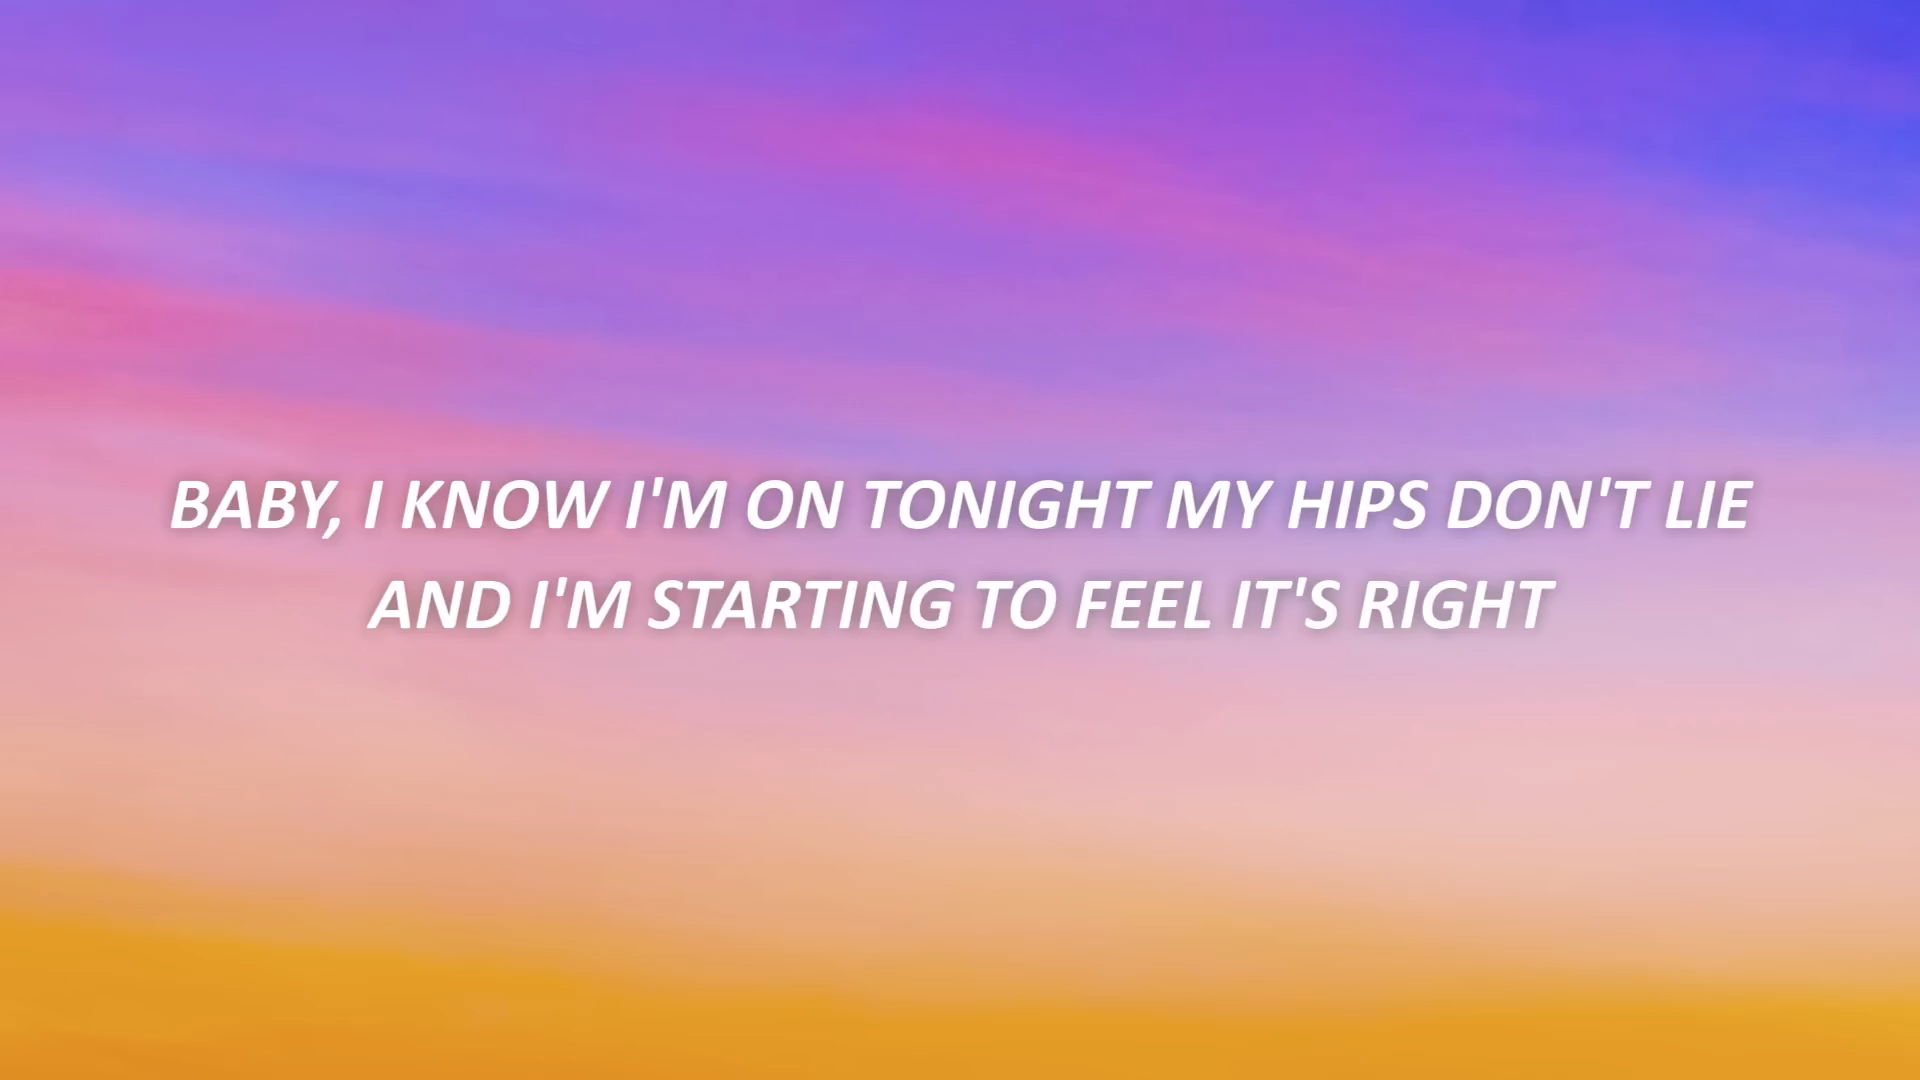 BABY, I KNOW I'M ON TONIGHT MY HIPS DON'T LIE
AND I'M STARTING TO FEEL IT'S RIGHT